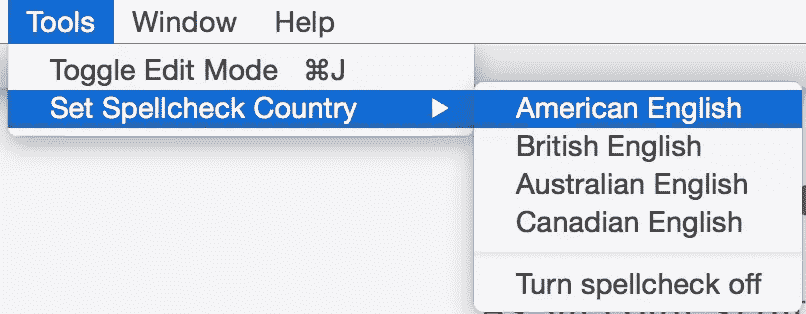 Tools Window Help
Toggle Edit Mode ⌘J
Set Spellcheck Country ▶ American English
British English
Australian English
Canadian English
Turn spellcheck off